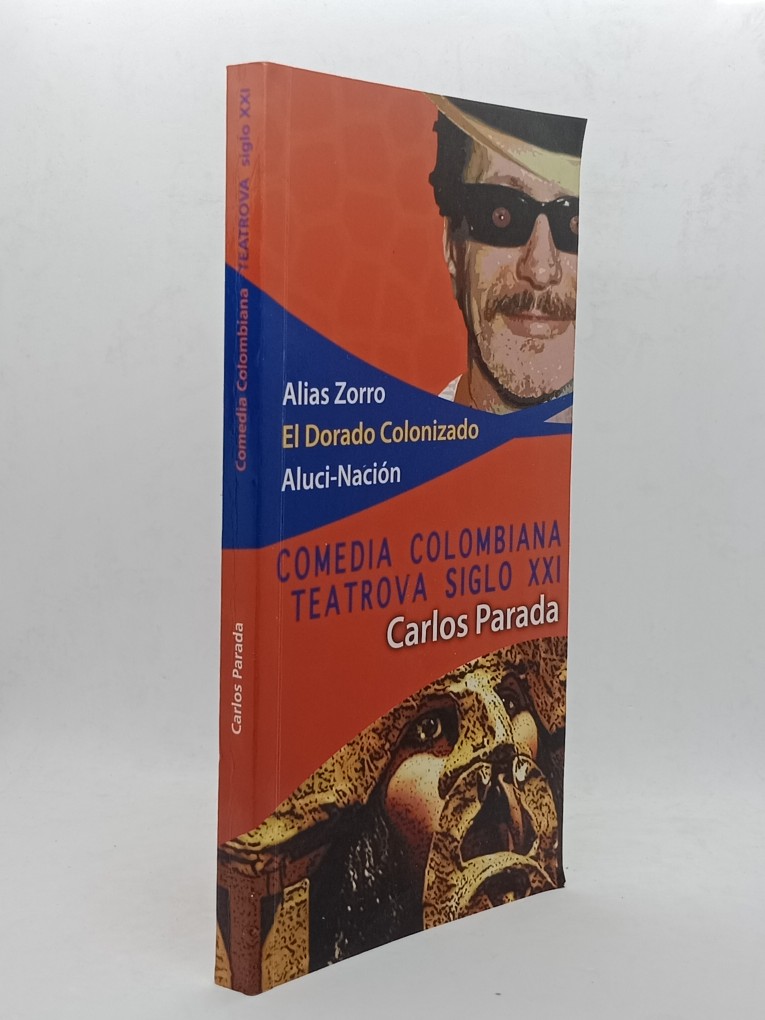 Comedia Colombiana TEATROVA siglo XXI
Carlos Parada
Alias Zorro
El Dorado Colonizado
Aluci-Nación
COMEDIA COLOMBIANA
TEATROVA SIGLO XXI
Carlos Parada